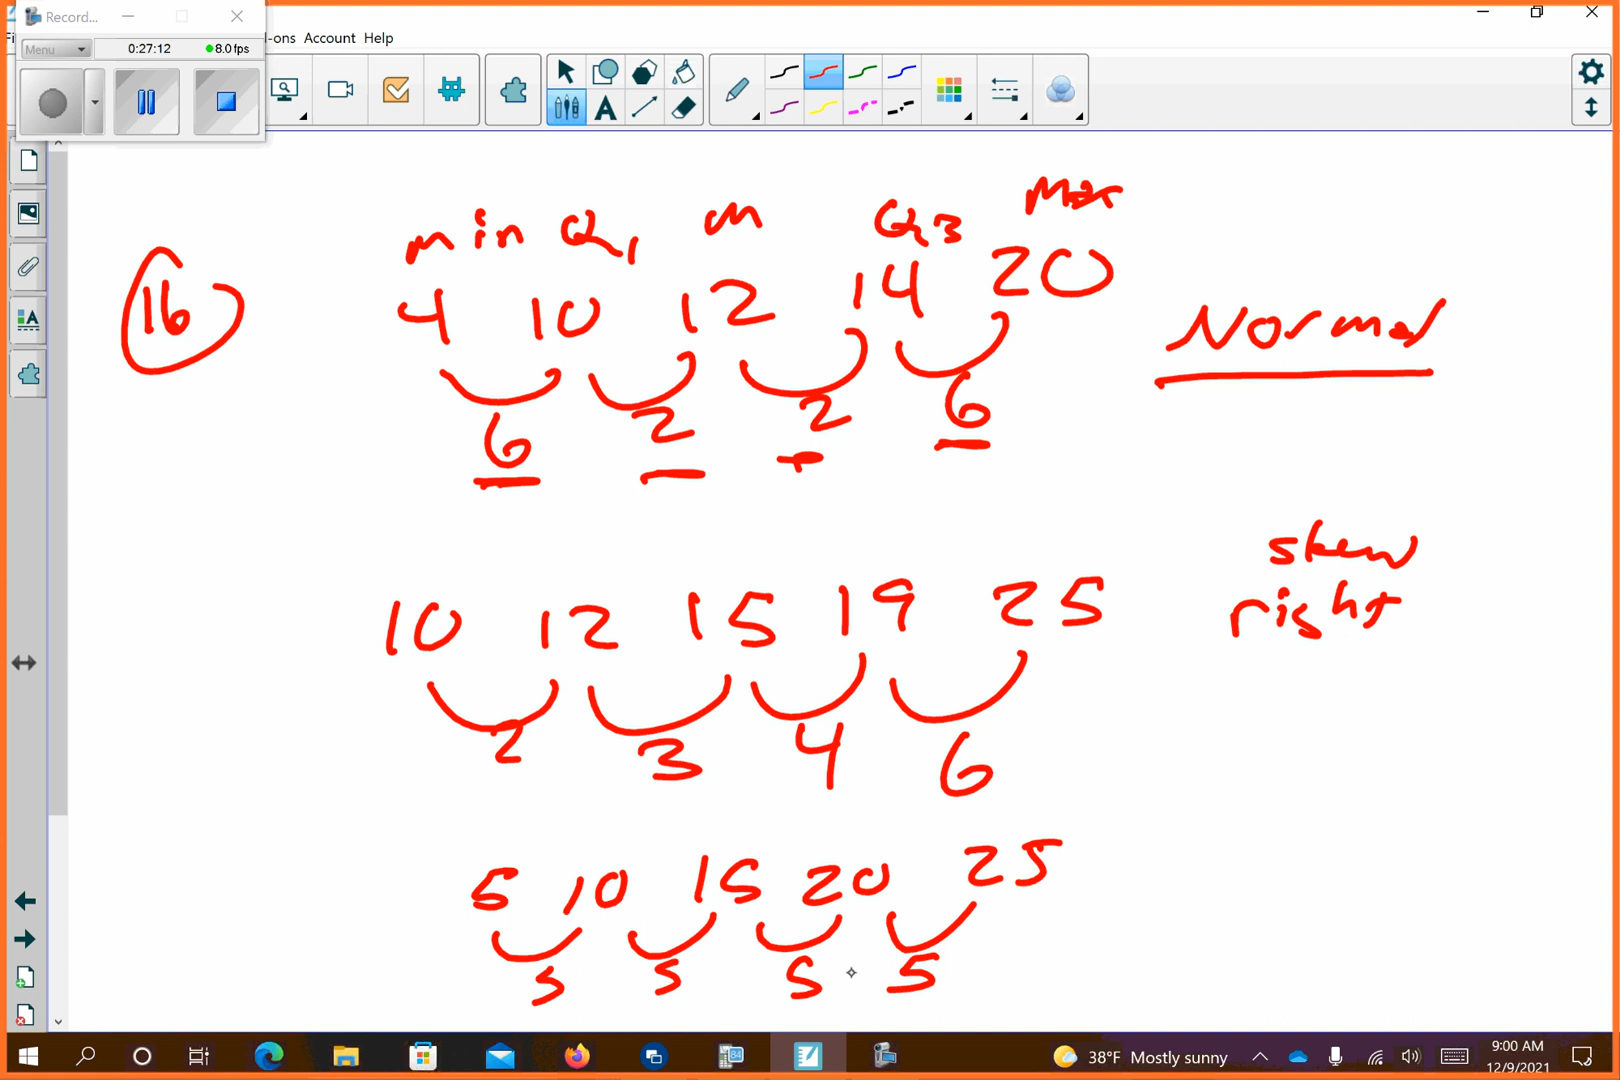 Record...
Menu
0:27:12
8.0 fps
-ons Account Help
min Q1 m Q3 Max
16
4 10 12 14 20
Normal
6 2 2 6
skew
right
10 12 15 19 25
2 3 4 6
5 10 15 20 25
5 5 5 5
84
38°F Mostly sunny
9:00 AM
12/9/2021